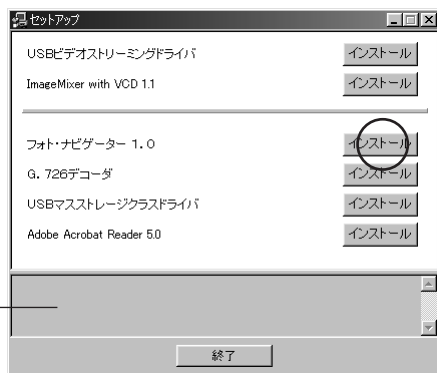 セットアップ
USBビデオストリーミングドライバ インストール
ImageMixer with VCD 1.1 インストール
フォト・ナビゲーター 1.0 インストール
G. 726デコーダ インストール
USBマスストレージクラスドライバ インストール
Adobe Acrobat Reader 5.0 インストール
終了